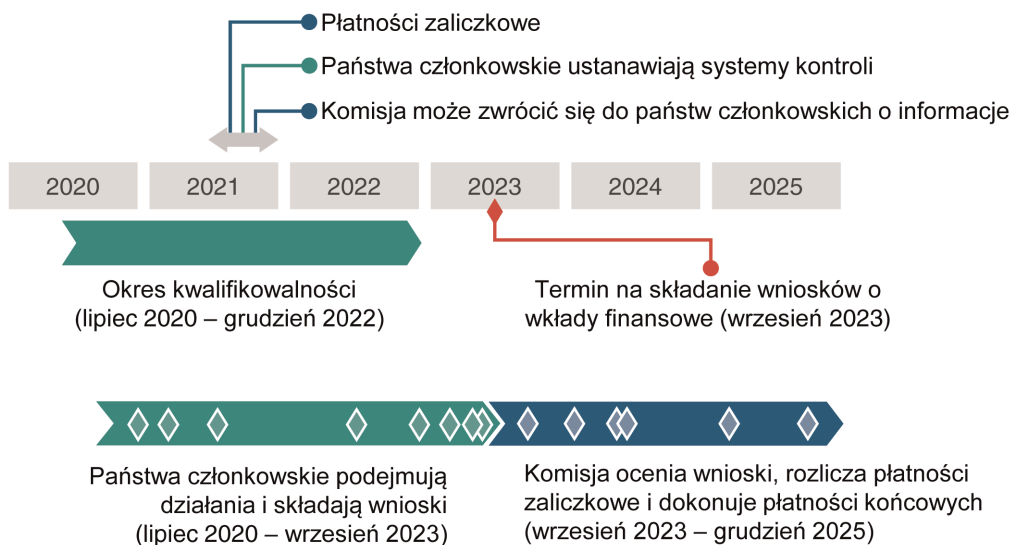 Płatności zaliczkowe
Państwa członkowskie ustanawiają systemy kontroli
Komisja może zwrócić się do państw członkowskich o informacje
2020
2021
2022
2023
2024
2025
Okres kwalifikowalności
(lipiec 2020 – grudzień 2022)
Termin na składanie wniosków o
wkłady finansowe (wrzesień 2023)
Państwa członkowskie podejmują
działania i składają wnioski
(lipiec 2020 – wrzesień 2023)
Komisja ocenia wnioski, rozlicza płatności
zaliczkowe i dokonuje płatności końcowych
(wrzesień 2023 – grudzień 2025)